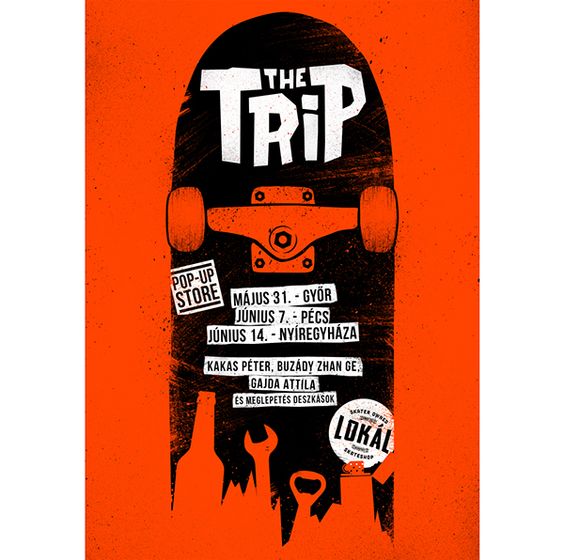 THE
TRiP
POP-UP
STORE
MÁJUS 31. - GYŐR
JÚNIUS 7. - PÉCS
JÚNIUS 14. - NYÍREGYHÁZA
KAKAS PÉTER, BUZÁDY ZHAN GE,
GAJDA ATTILA
ÉS MEGLEPETÉS DESZKÁSOK
SKATER OWNED
LOKÁL
SKATESHOP